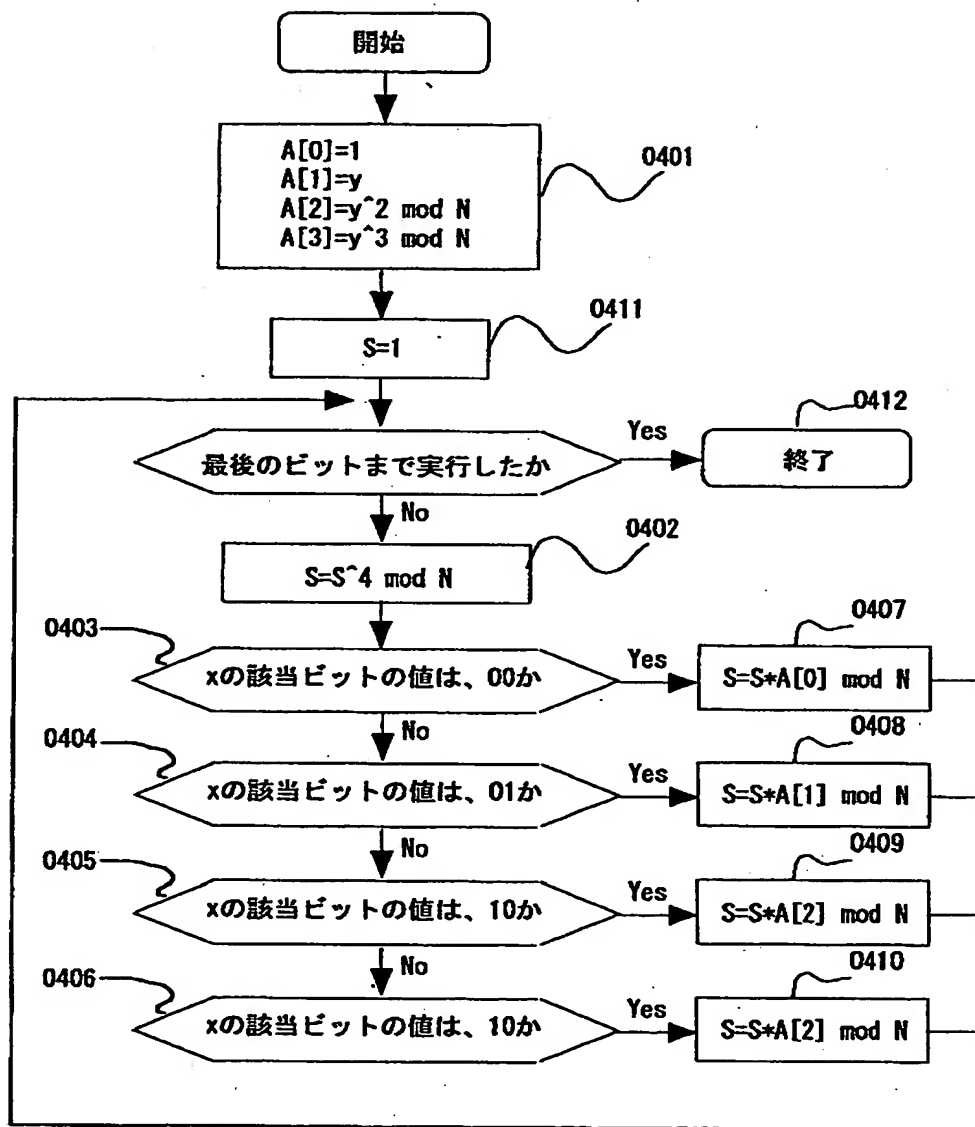 開始
A[0]=1
A[1]=y
A[2]=y^2 mod N
A[3]=y^3 mod N
0401
S=1
0411
最後のビットまで実行したか
Yes
終了
0412
No
S=S^4 mod N
0402
0403
xの該当ビットの値は、00か
Yes
S=S*A[0] mod N
0407
No
0404
xの該当ビットの値は、01か
Yes
S=S*A[1] mod N
0408
No
0405
xの該当ビットの値は、10か
Yes
S=S*A[2] mod N
0409
No
0406
xの該当ビットの値は、10か
Yes
S=S*A[2] mod N
0410